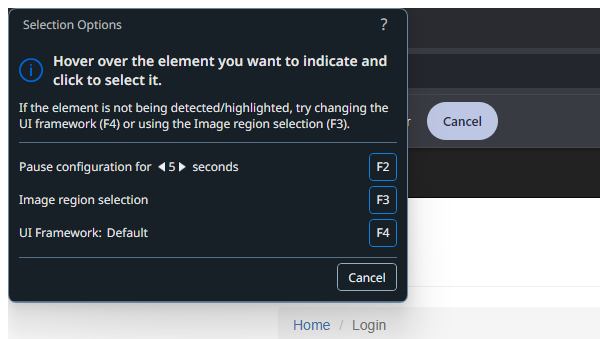 Selection Options ?
Hover over the element you want to indicate and
click to select it.
If the element is not being detected/highlighted, try changing the
UI framework (F4) or using the Image region selection (F3).
Pause configuration for 5 seconds F2
Image region selection F3
UI Framework: Default F4
Cancel
Cancel
Home / Login